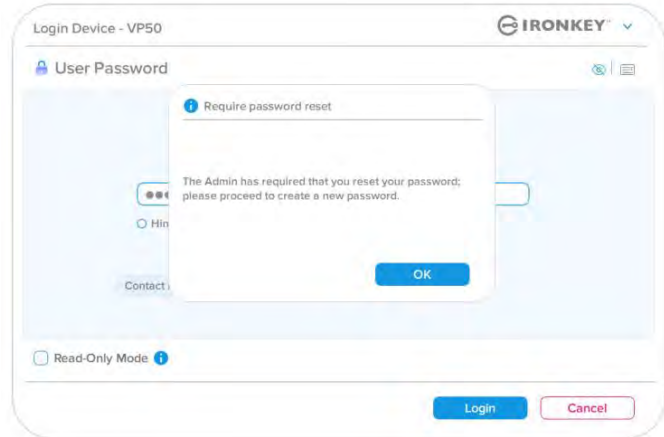 Login Device - VP50
IRONKEY
User Password
Require password reset
The Admin has required that you reset your password;
please proceed to create a new password.
Hin
Contact
OK
Read-Only Mode
Login
Cancel